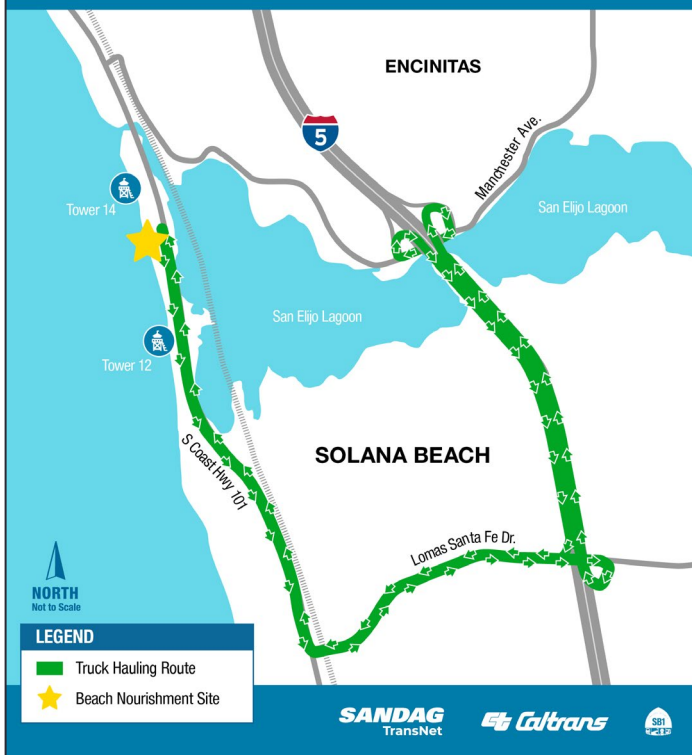 ENCINITAS
5
Manchester Ave.
Tower 14
San Elijo Lagoon
San Elijo Lagoon
Tower 12
SOLANA BEACH
S Coast Hwy 101
Lomas Santa Fe Dr.
NORTH
Not to Scale
LEGEND
Truck Hauling Route
Beach Nourishment Site
SANDAG
TransNet
Caltrans
SB1